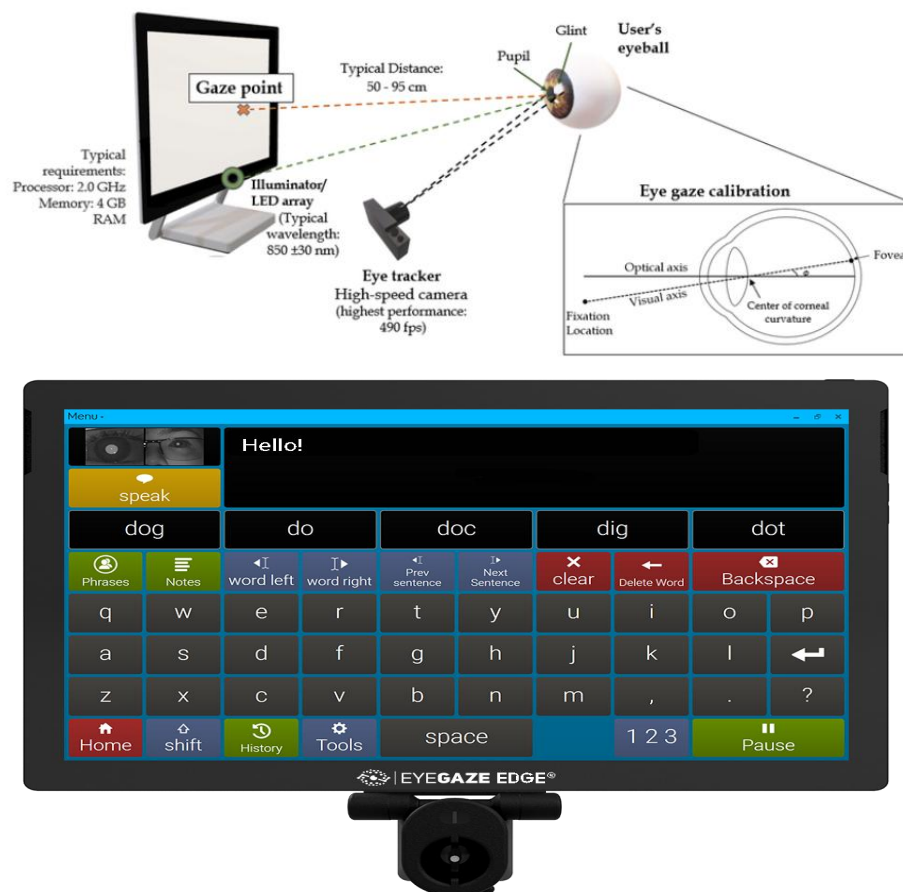 Glint
User's
eyeball
Pupil
Typical Distance:
50 - 95 cm
Gaze point
Typical
requirements:
Processor: 2.0 GHz
Memory: 4 GB
RAM
Illuminator/
LED array
(Typical
wavelength:
850 ±30 nm)
Eye tracker
High-speed camera
(highest performance:
490 fps)
Eye gaze calibration
Optical axis
Visual axis
φ
Fovea
Fixation
Location
Center of corneal
curvature
Menu
Hello!
speak
dog do doc dig dot
Phrases Notes word left word right Prev sentence Next Sentence clear Delete Word Backspace
q w e r t y u i o p
a s d f g h j k l
z x c v b n m , . ?
Home shift History Tools space 1 2 3 Pause
EYEGAZE EDGE®